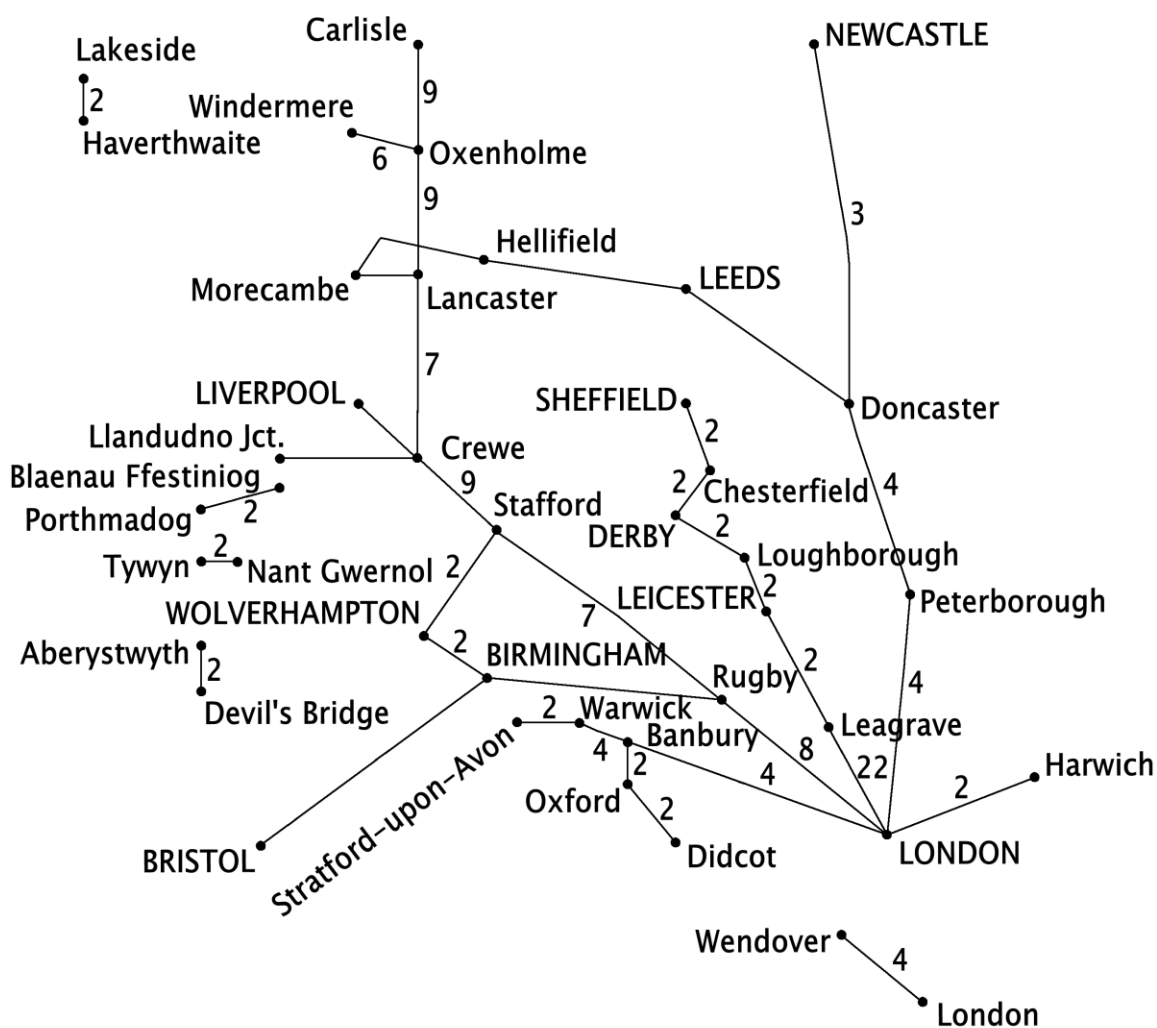 Carlisle
NEWCASTLE
Lakeside
9
2
Windermere
Haverthwaite
Oxenholme
6
9
3
Hellifield
LEEDS
Morecambe
Lancaster
7
LIVERPOOL
SHEFFIELD
Doncaster
2
Llandudno Jct.
Crewe
Blaenau Ffestiniog
9
2
Chesterfield
4
2
Porthmadog
Stafford
DERBY
2
2
Loughborough
Tywyn
Nant Gwernol
2
2
LEICESTER
Peterborough
WOLVERHAMPTON
7
2
BIRMINGHAM
2
Aberystwyth
2
Rugby
4
Devil's Bridge
2
Warwick
Leagrave
Banbury
4
2
4
8
22
2
Harwich
Oxford
2
Stratford-upon-Avon
BRISTOL
Didcot
LONDON
Wendover
4
London